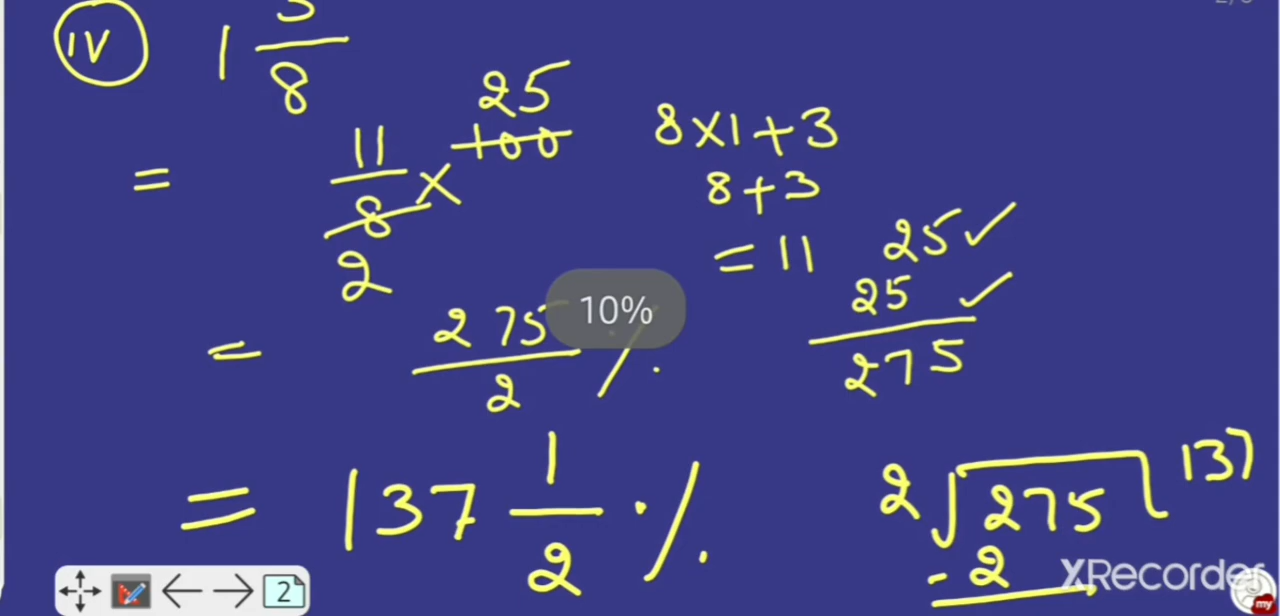 iv 1 3/8
= 11/8 × 100
25
2
8×1+3
8+3
= 11
25✓
25 ✓
275
= 275/2 %
10%
= 137 1/2 %
2√275 137
- 2
2
XRecorder
my